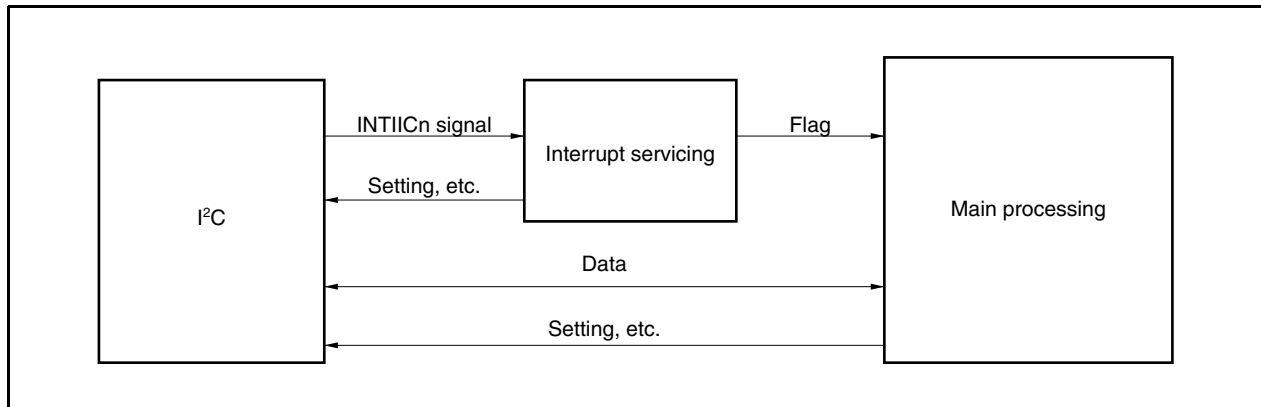 INTIICn signal
Flag
Interrupt servicing
Setting, etc.
I²C
Main processing
Data
Setting, etc.